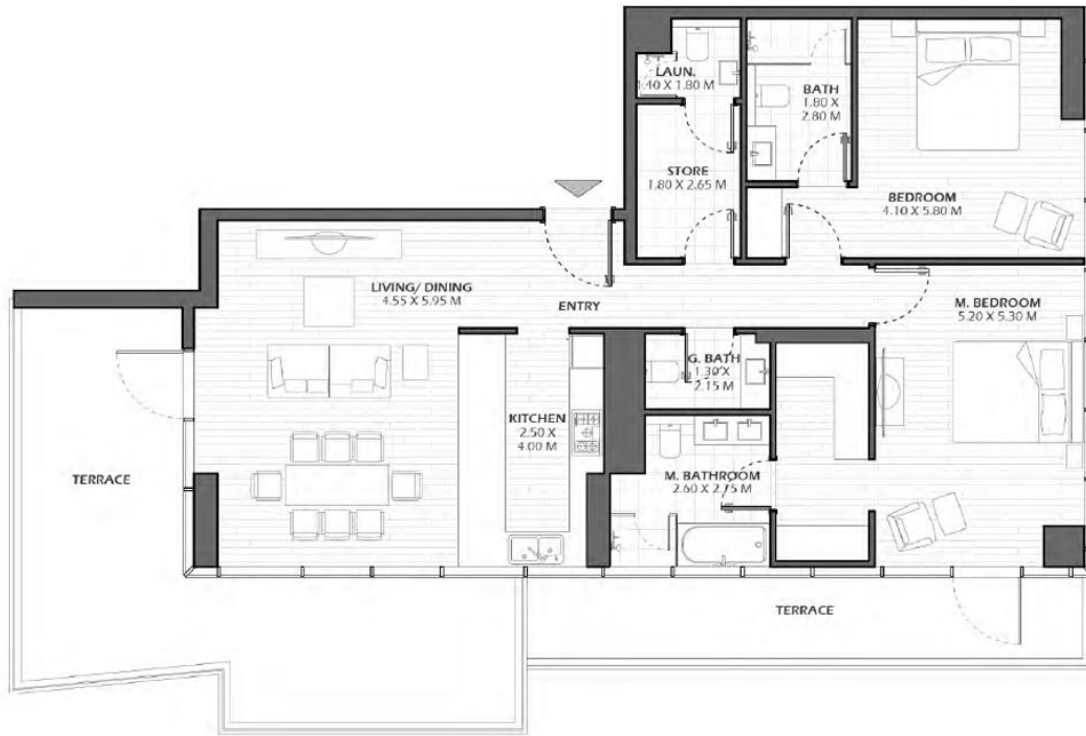 LAUN.
1.40 X 1.80 M
BATH
1.80 X
2.80 M
STORE
1.80 X 2.65 M
BEDROOM
4.10 X 5.80 M
LIVING/ DINING
4.55 X 5.95 M
ENTRY
M. BEDROOM
5.20 X 5.30 M
G. BATH
1.30 X
2.15 M
KITCHEN
2.50 X
4.00 M
TERRACE
M. BATHROOM
2.60 X 2.75 M
TERRACE